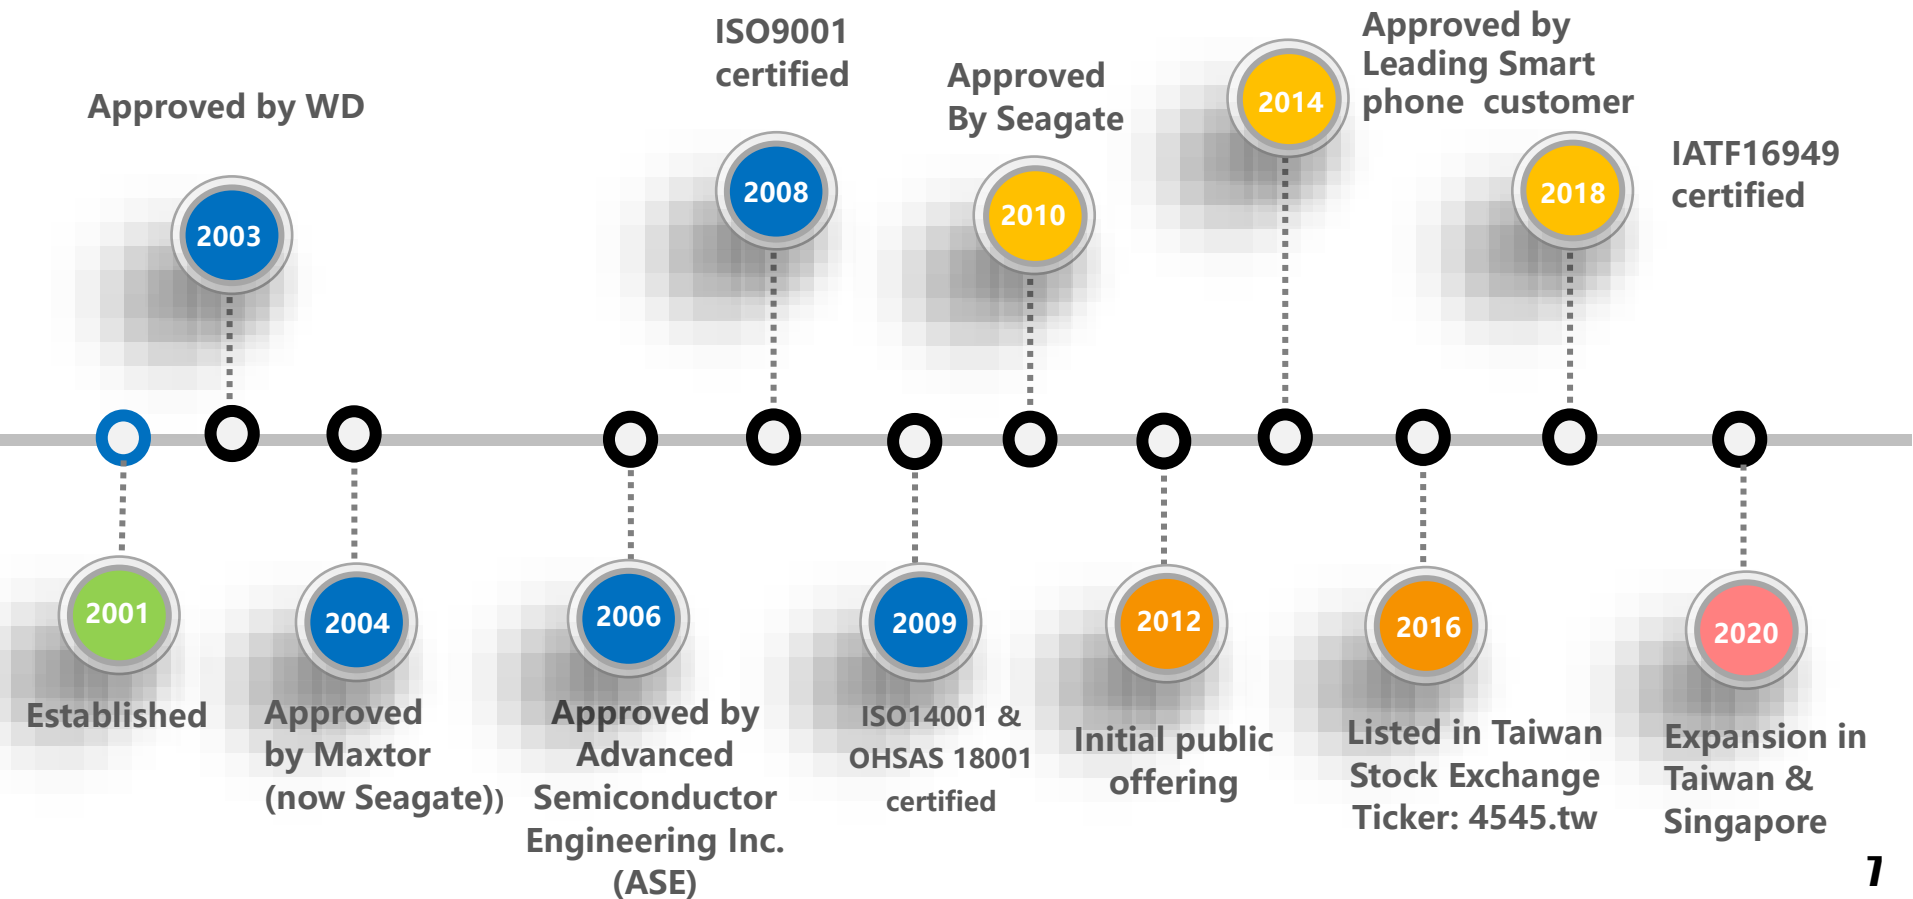 Approved by WD
2003
ISO9001
certified
2008
Approved
By Seagate
2010
2014
Approved by
Leading Smart
phone  customer
2018
IATF16949
certified
2001
Established
2004
Approved
by Maxtor
(now Seagate))
2006
Approved by
Advanced
Semiconductor
Engineering Inc.
(ASE)
2009
ISO14001 &
OHSAS 18001
certified
2012
Initial public
offering
2016
Listed in Taiwan
Stock Exchange
Ticker: 4545.tw
2020
Expansion in
Taiwan &
Singapore
7